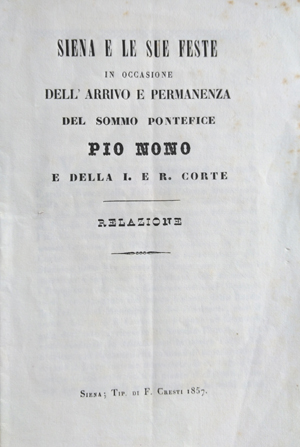 SIENA E LE SUE FESTE
IN OCCASIONE
DELL' ARRIVO E PERMANENZA
DEL SOMMO PONTEFICE
PIO NONO
E DELLA I. E R. CORTE
RELAZIONE
SIENA; TIP. DI F. CRESTI 1857.